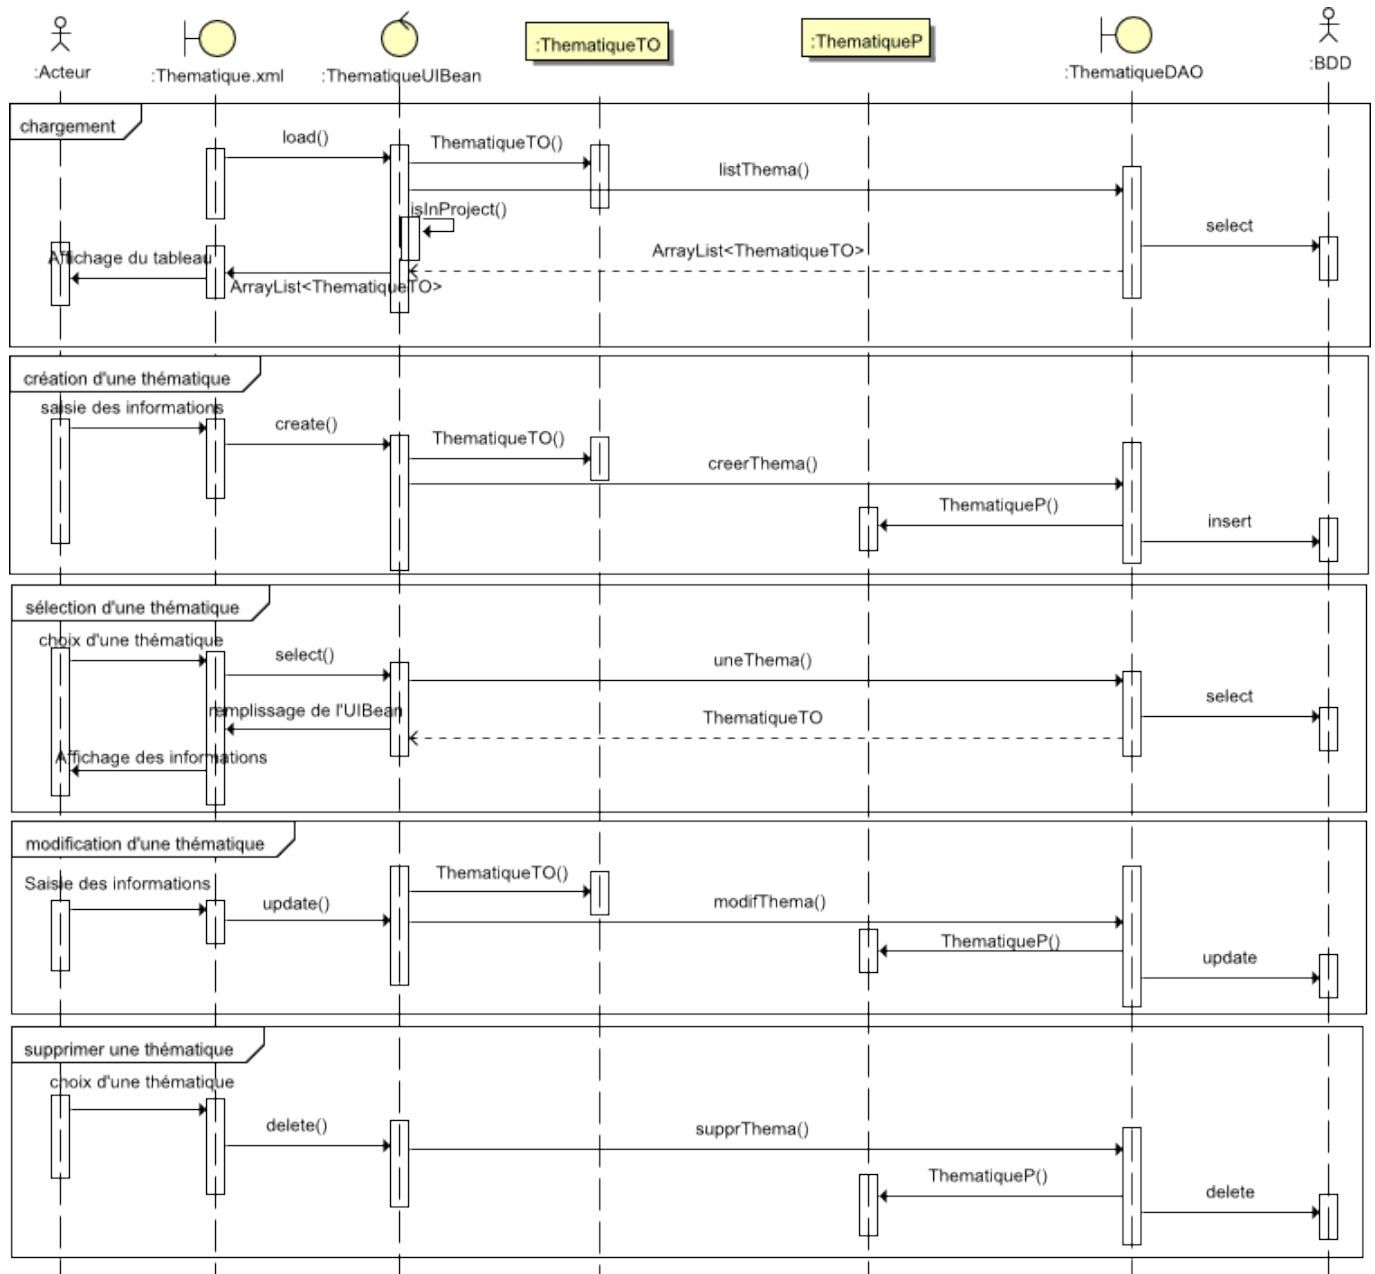 :Acteur
:Thematique.xml
:ThematiqueUIBean
:ThematiqueTO
:ThematiqueP
:ThematiqueDAO
:BDD
chargement
load()
ThematiqueTO()
listThema()
isInProject()
select
Affichage du tableau
ArrayList<ThematiqueTO>
ArrayList<ThematiqueTO>
création d'une thématique
saisie des informations
create()
ThematiqueTO()
creerThema()
ThematiqueP()
insert
sélection d'une thématique
choix d'une thématique
select()
uneThema()
select
remplissage de l'UIBean
ThematiqueTO
Affichage des informations
modification d'une thématique
Saisie des informations
update()
ThematiqueTO()
modifThema()
ThematiqueP()
update
supprimer une thématique
choix d'une thématique
delete()
supprThema()
ThematiqueP()
delete